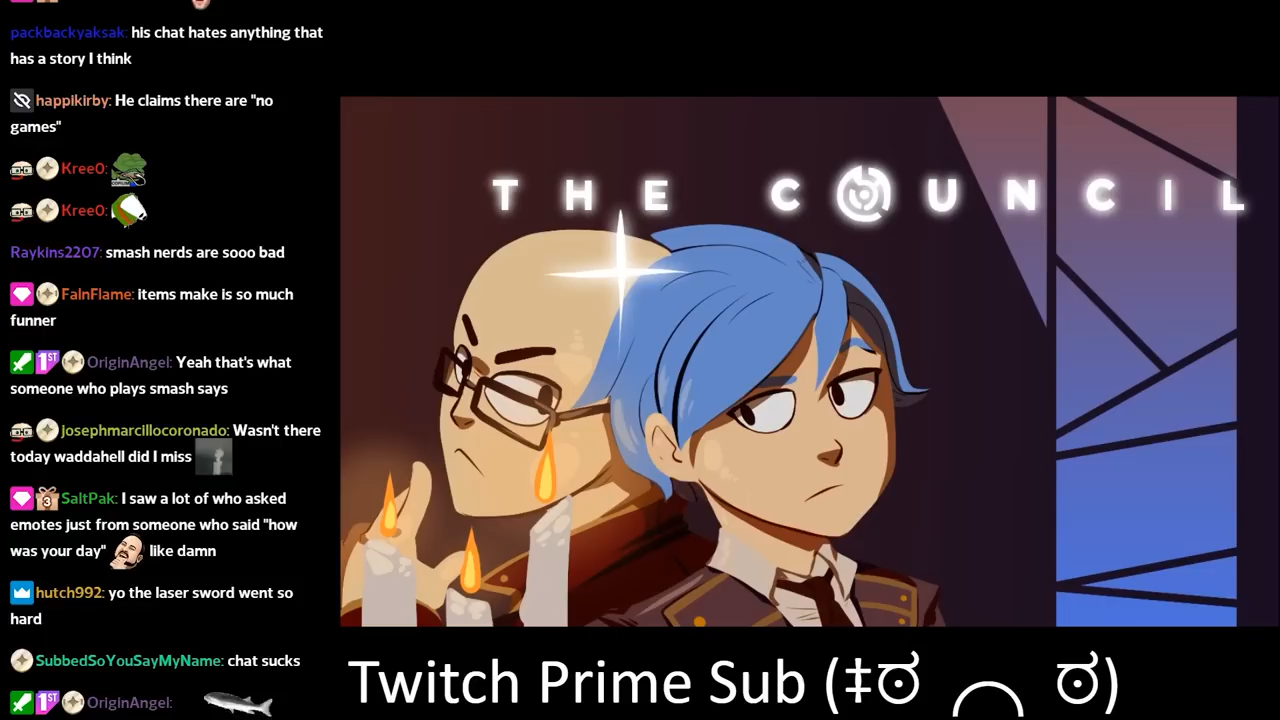 packbackyaksak: his chat hates anything that
has a story I think
happikirby: He claims there are "no
games"
KreeO:
KreeO:
Raykins2207: smash nerds are sooo bad
FalnFlame: items make is so much
funner
OriginAngel: Yeah that's what
someone who plays smash says
josephmarcillocoronado: Wasn't there
today waddahell did I miss
SaltPak: I saw a lot of who asked
emotes just from someone who said "how
was your day" like damn
hutch992: yo the laser sword went so
hard
SubbedSoYouSayMyName: chat sucks
OriginAngel:
THE COUNCIL
Twitch Prime Sub (‡ಠ ⁔ ಠ)